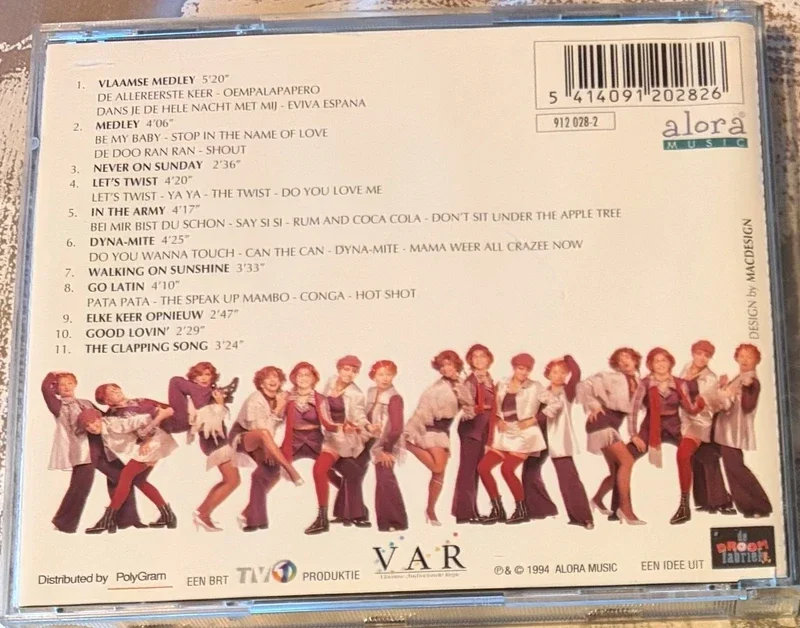 1. VLAAMSE MEDLEY 5'20"
DE ALLEREERSTE KEER - OEMPALAPAPERO
DANS JE DE HELE NACHT MET MIJ - EVIVA ESPANA
2. MEDLEY 4'06"
BE MY BABY - STOP IN THE NAME OF LOVE
DE DOO RAN RAN - SHOUT
3. NEVER ON SUNDAY 2'36"
4. LET'S TWIST 4'20"
LET'S TWIST - YA YA - THE TWIST - DO YOU LOVE ME
5. IN THE ARMY 4'17"
BEI MIR BIST DU SCHON - SAY SI SI - RUM AND COCA COLA - DON'T SIT UNDER THE APPLE TREE
6. DYNA-MITE 4'25"
DO YOU WANNA TOUCH - CAN THE CAN - DYNA-MITE - MAMA WEER ALL CRAZEE NOW
7. WALKING ON SUNSHINE 3'33"
8. GO LATIN 4'10"
PATA PATA - THE SPEAK UP MAMBO - CONGA - HOT SHOT
9. ELKE KEER OPNIEUW 2'47"
10. GOOD LOVIN' 2'29"
11. THE CLAPPING SONG 3'24"
5 414091 202826
912 028-2
alora®
MUSIC
DESIGN by MACDESIGN
Distributed by PolyGram
EEN BRT TV1 PRODUKTIE
VAR
Vlaamse Audiovisuele Regie
℗ & © 1994 ALORA MUSIC
EEN IDEE UIT
de
DROOM
fabriek